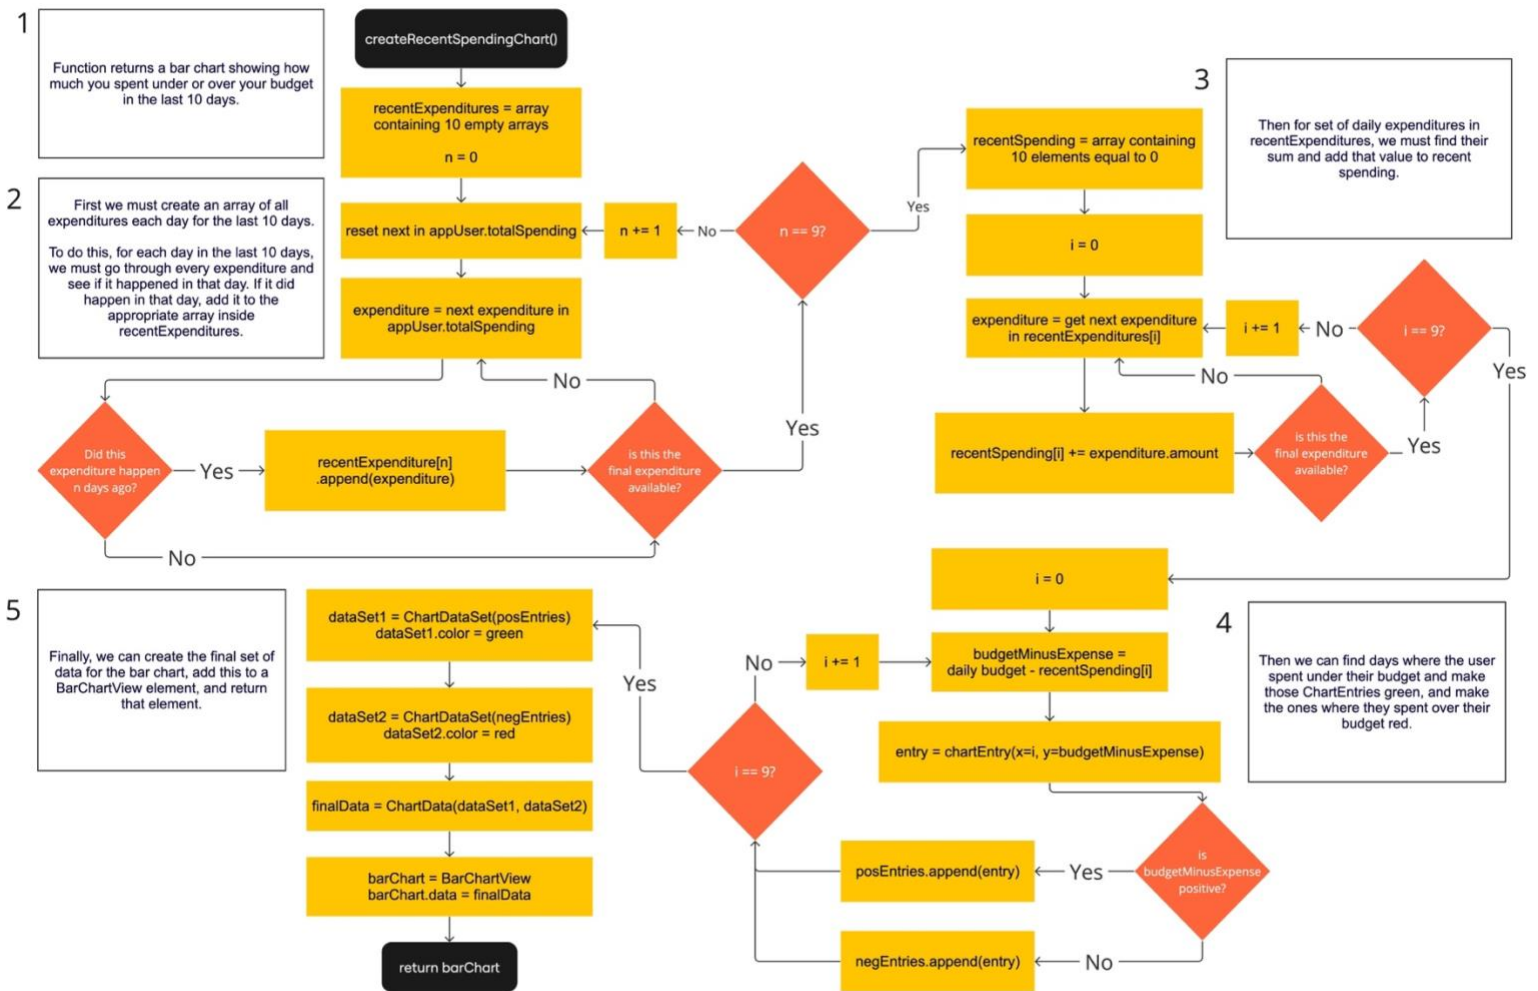 1
Function returns a bar chart showing how
much you spent under or over your budget
in the last 10 days.
createRecentSpendingChart()
recentExpenditures = array
containing 10 empty arrays
n = 0
2
First we must create an array of all
expenditures each day for the last 10 days.
To do this, for each day in the last 10 days,
we must go through every expenditure and
see if it happened in that day. If it did
happen in that day, add it to the
appropriate array inside
recentExpenditures.
reset next in appUser.totalSpending
n += 1
No
n == 9?
Yes
expenditure = next expenditure in
appUser.totalSpending
No
Did this
expenditure happen
n days ago?
Yes
recentExpenditure[n]
.append(expenditure)
is this the
final expenditure
available?
Yes
No
3
Then for set of daily expenditures in
recentExpenditures, we must find their
sum and add that value to recent
spending.
recentSpending = array containing
10 elements equal to 0
i = 0
expenditure = get next expenditure
in recentExpenditures[i]
i += 1
No
i == 9?
Yes
No
recentSpending[i] += expenditure.amount
is this the
final expenditure
available?
Yes
i = 0
4
Then we can find days where the user
spent under their budget and make
those ChartEntries green, and make
the ones where they spent over their
budget red.
No
i += 1
budgetMinusExpense =
daily budget - recentSpending[i]
entry = chartEntry(x=i, y=budgetMinusExpense)
i == 9?
Yes
is
budgetMinusExpense
positive?
Yes
posEntries.append(entry)
No
negEntries.append(entry)
5
Finally, we can create the final set of
data for the bar chart, add this to a
BarChartView element, and return
that element.
dataSet1 = ChartDataSet(posEntries)
dataSet1.color = green
dataSet2 = ChartDataSet(negEntries)
dataSet2.color = red
finalData = ChartData(dataSet1, dataSet2)
barChart = BarChartView
barChart.data = finalData
return barChart